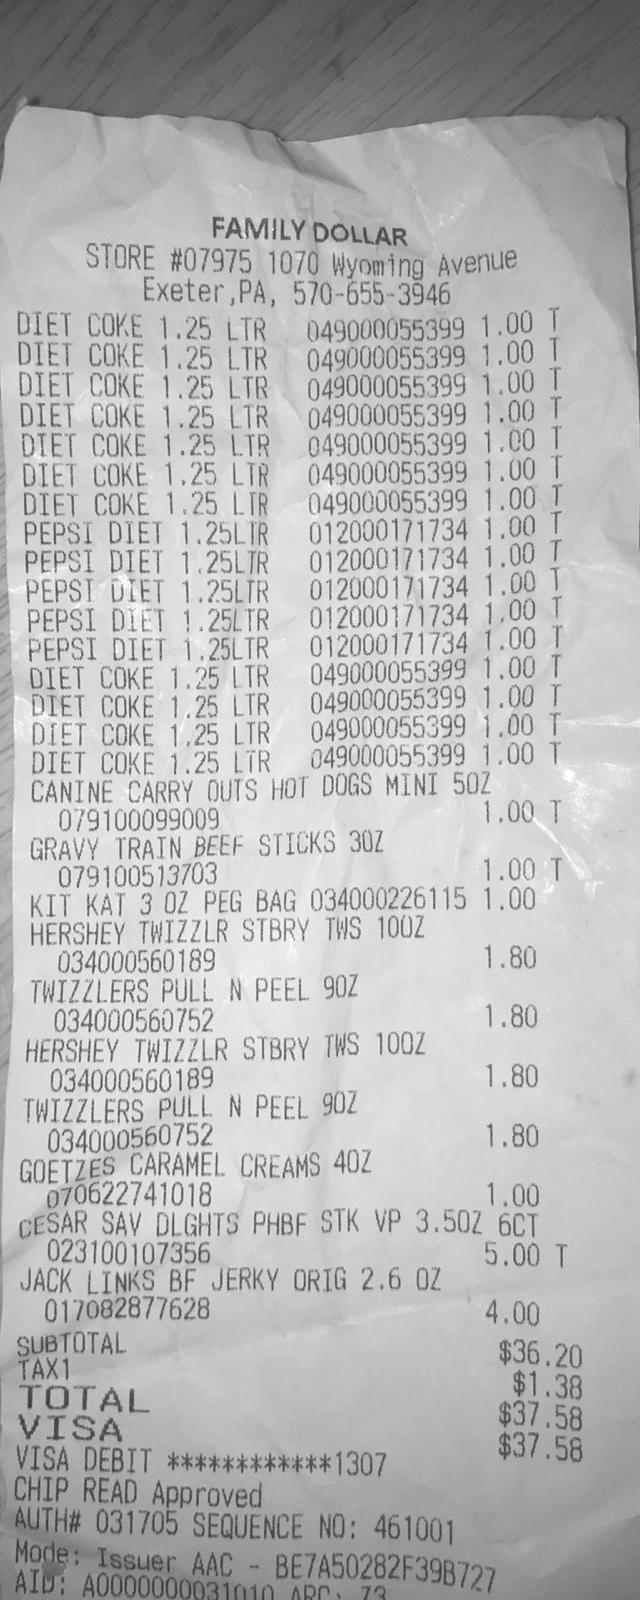 FAMILY DOLLAR
STORE #07975 1070 Wyoming Avenue
Exeter,PA, 570-655-3946
DIET COKE 1.25 LTR 049000055399 1.00 T
DIET COKE 1.25 LTR 049000055399 1.00 T
DIET COKE 1.25 LTR 049000055399 1.00 T
DIET COKE 1.25 LTR 049000055399 1.00 T
DIET COKE 1.25 LTR 049000055399 1.00 T
DIET COKE 1.25 LTR 049000055399 1.00 T
DIET COKE 1.25 LTR 049000055399 1.00 T
PEPSI DIET 1.25LTR 012000171734 1.00 T
PEPSI DIET 1.25LTR 012000171734 1.00 T
PEPSI DIET 1.25LTR 012000171734 1.00 T
PEPSI DIET 1.25LTR 012000171734 1.00 T
PEPSI DIET 1.25LTR 012000171734 1.00 T
DIET COKE 1.25 LTR 049000055399 1.00 T
DIET COKE 1.25 LTR 049000055399 1.00 T
DIET COKE 1.25 LTR 049000055399 1.00 T
DIET COKE 1.25 LTR 049000055399 1.00 T
CANINE CARRY OUTS HOT DOGS MINI 5OZ
079100099009 1.00 T
GRAVY TRAIN BEEF STICKS 3OZ
079100513703 1.00 T
KIT KAT 3 OZ PEG BAG 034000226115 1.00
HERSHEY TWIZZLR STBRY TWS 10OZ
034000560189 1.80
TWIZZLERS PULL N PEEL 9OZ
034000560752 1.80
HERSHEY TWIZZLR STBRY TWS 10OZ
034000560189 1.80
TWIZZLERS PULL N PEEL 9OZ
034000560752 1.80
GOETZES CARAMEL CREAMS 4OZ
070622741018 1.00
CESAR SAV DLGHTS PHBF STK VP 3.5OZ 6CT
023100107356 5.00 T
JACK LINKS BF JERKY ORIG 2.6 OZ
017082877628 4.00
SUBTOTAL $36.20
TAX1 $1.38
TOTAL $37.58
VISA $37.58
VISA DEBIT ************1307
CHIP READ Approved
AUTH# 031705 SEQUENCE NO: 461001
Mode: Issuer AAC - BE7A50282F39B727
AID: A0000000031010 ARC: Z3